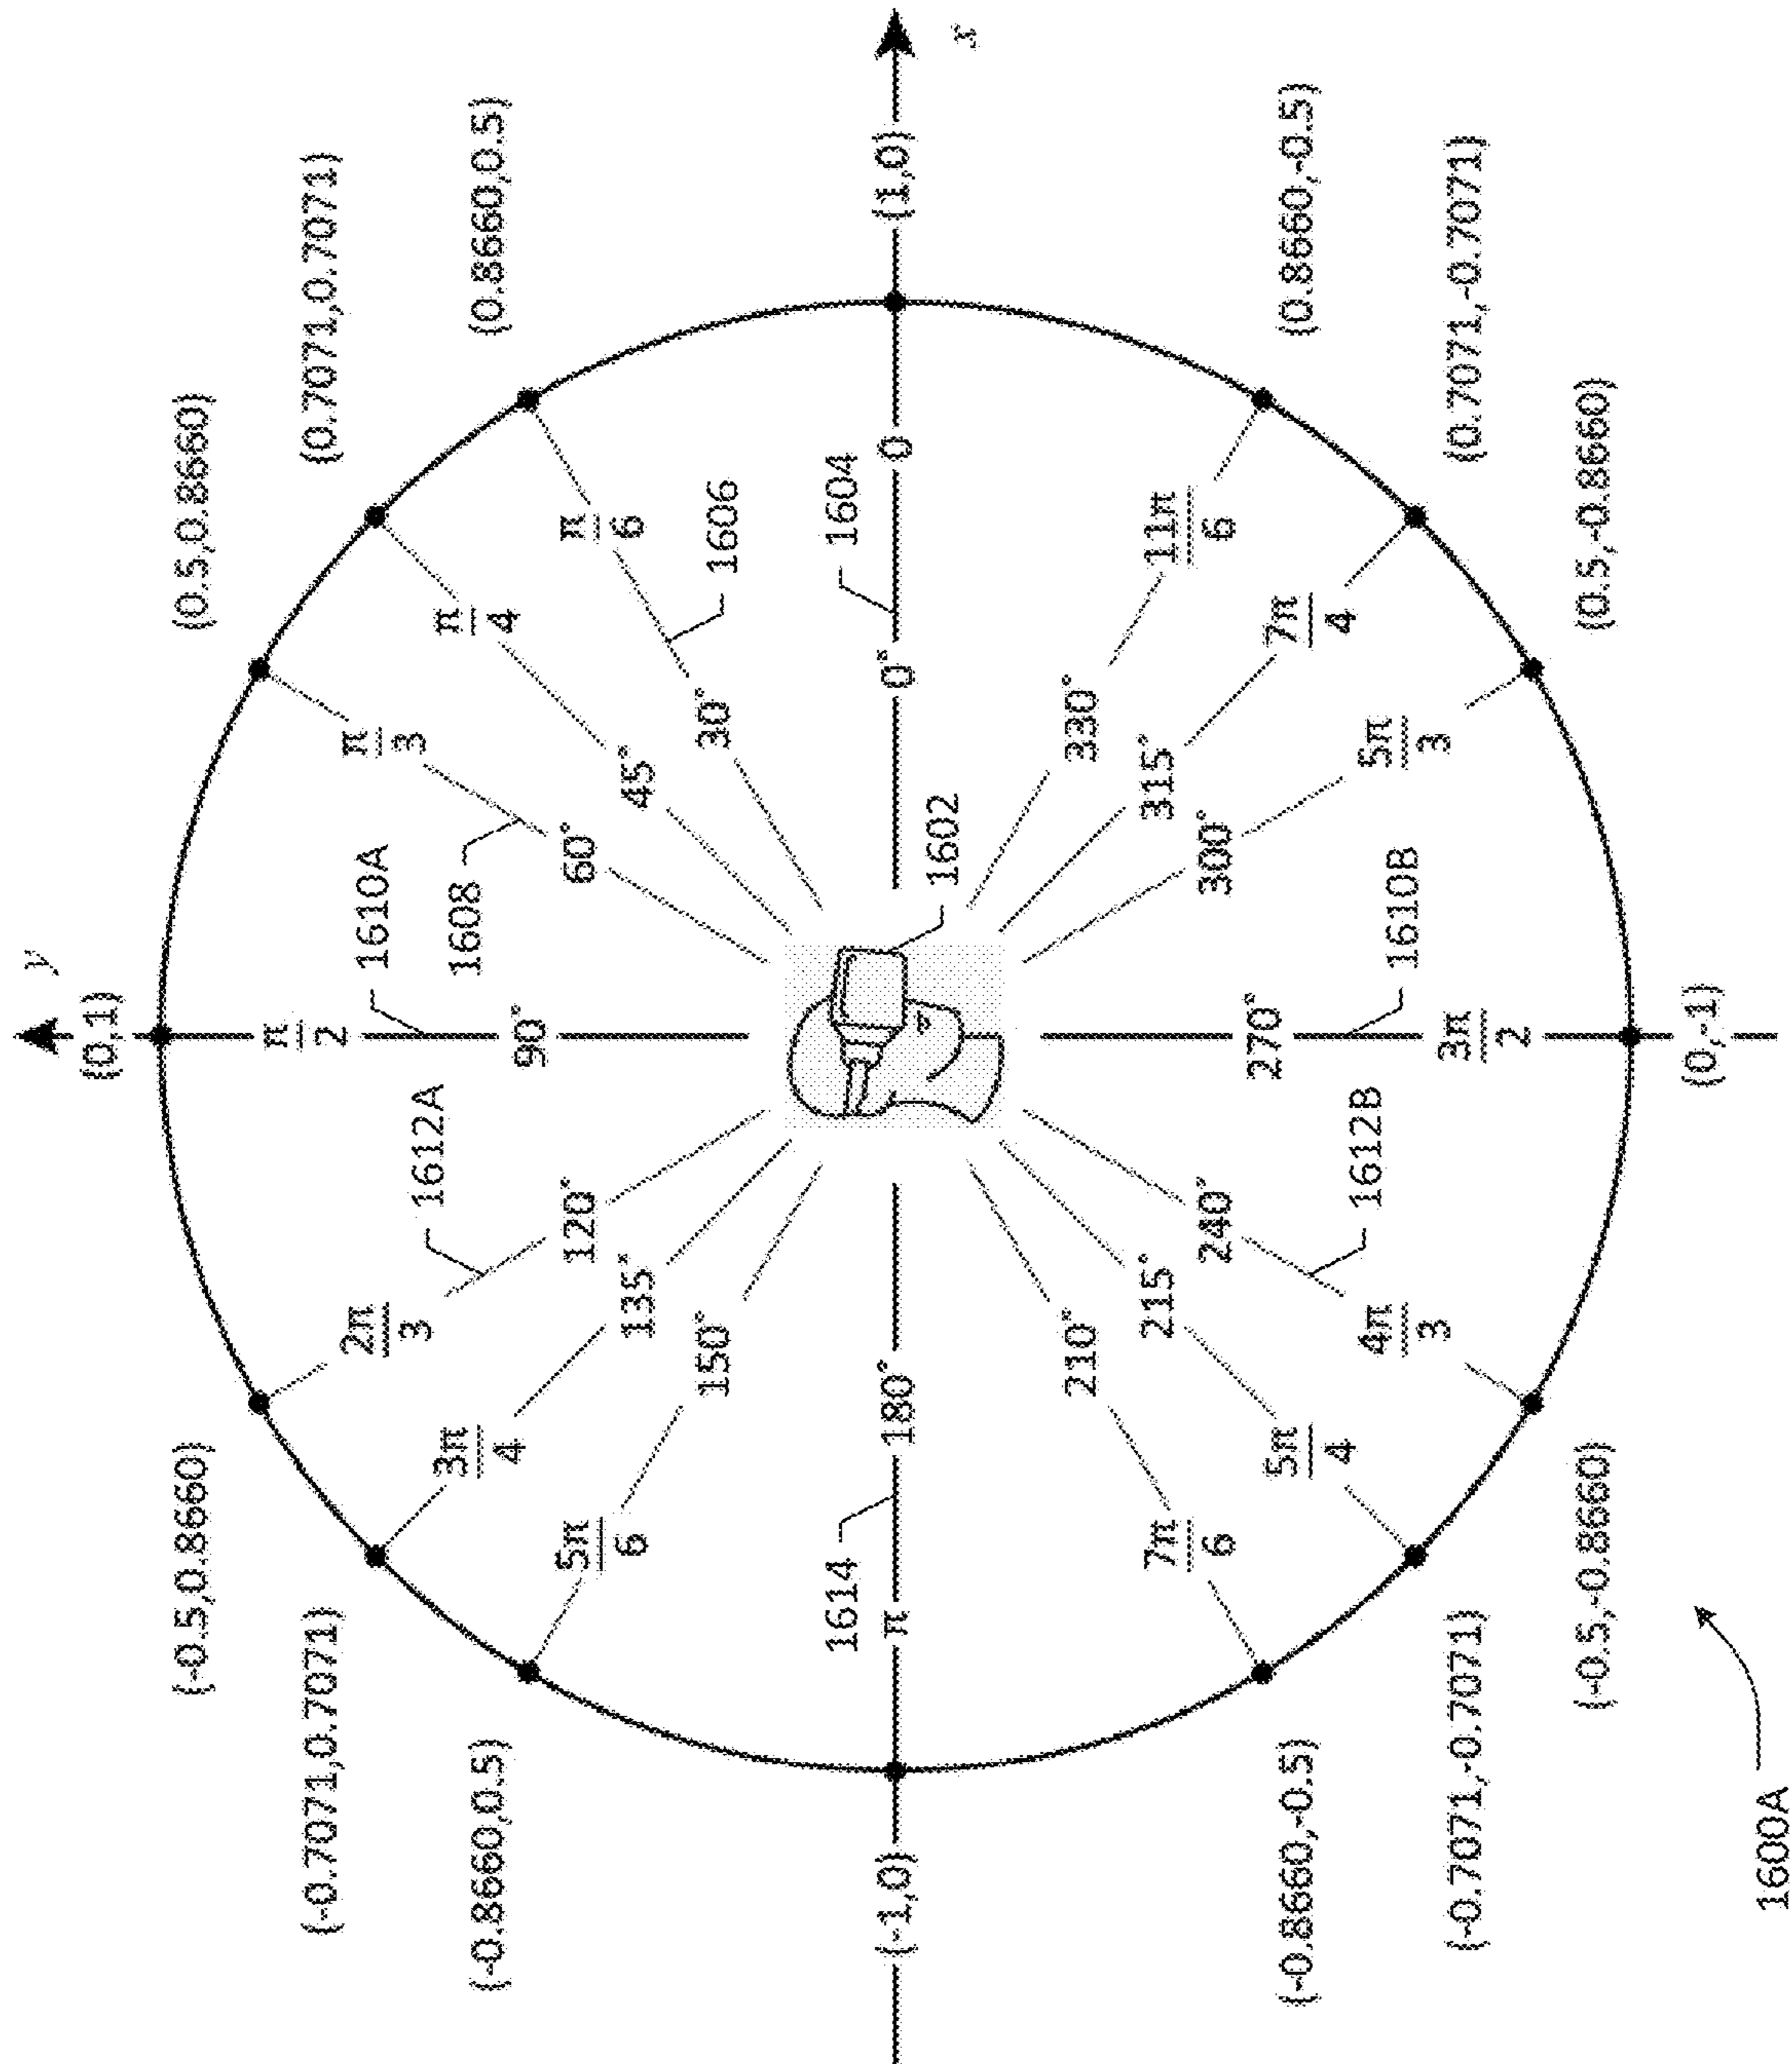 y
(0,1)
(-0.5,0.8660)
(0.5,0.8660)
(-0.7071,0.7071)
(0.7071,0.7071)
(-0.8660,0.5)
(0.8660,0.5)
π
2
1610A
1612A
1608
90°
2π
3
π
3
120°
60°
3π
4
π
4
135°
45°
5π
6
π
6
150°
30°
1606
1614
1604
(-1,0)
π
180°
0°
0
(1,0)
x
1602
210°
330°
7π
6
11π
6
215°
315°
5π
4
7π
4
240°
300°
4π
3
5π
3
270°
1612B
1610B
3π
2
(-0.8660,-0.5)
(0.8660,-0.5)
(-0.7071,-0.7071)
(0.7071,-0.7071)
(-0.5,-0.8660)
(0.5,-0.8660)
(0,-1)
1600A